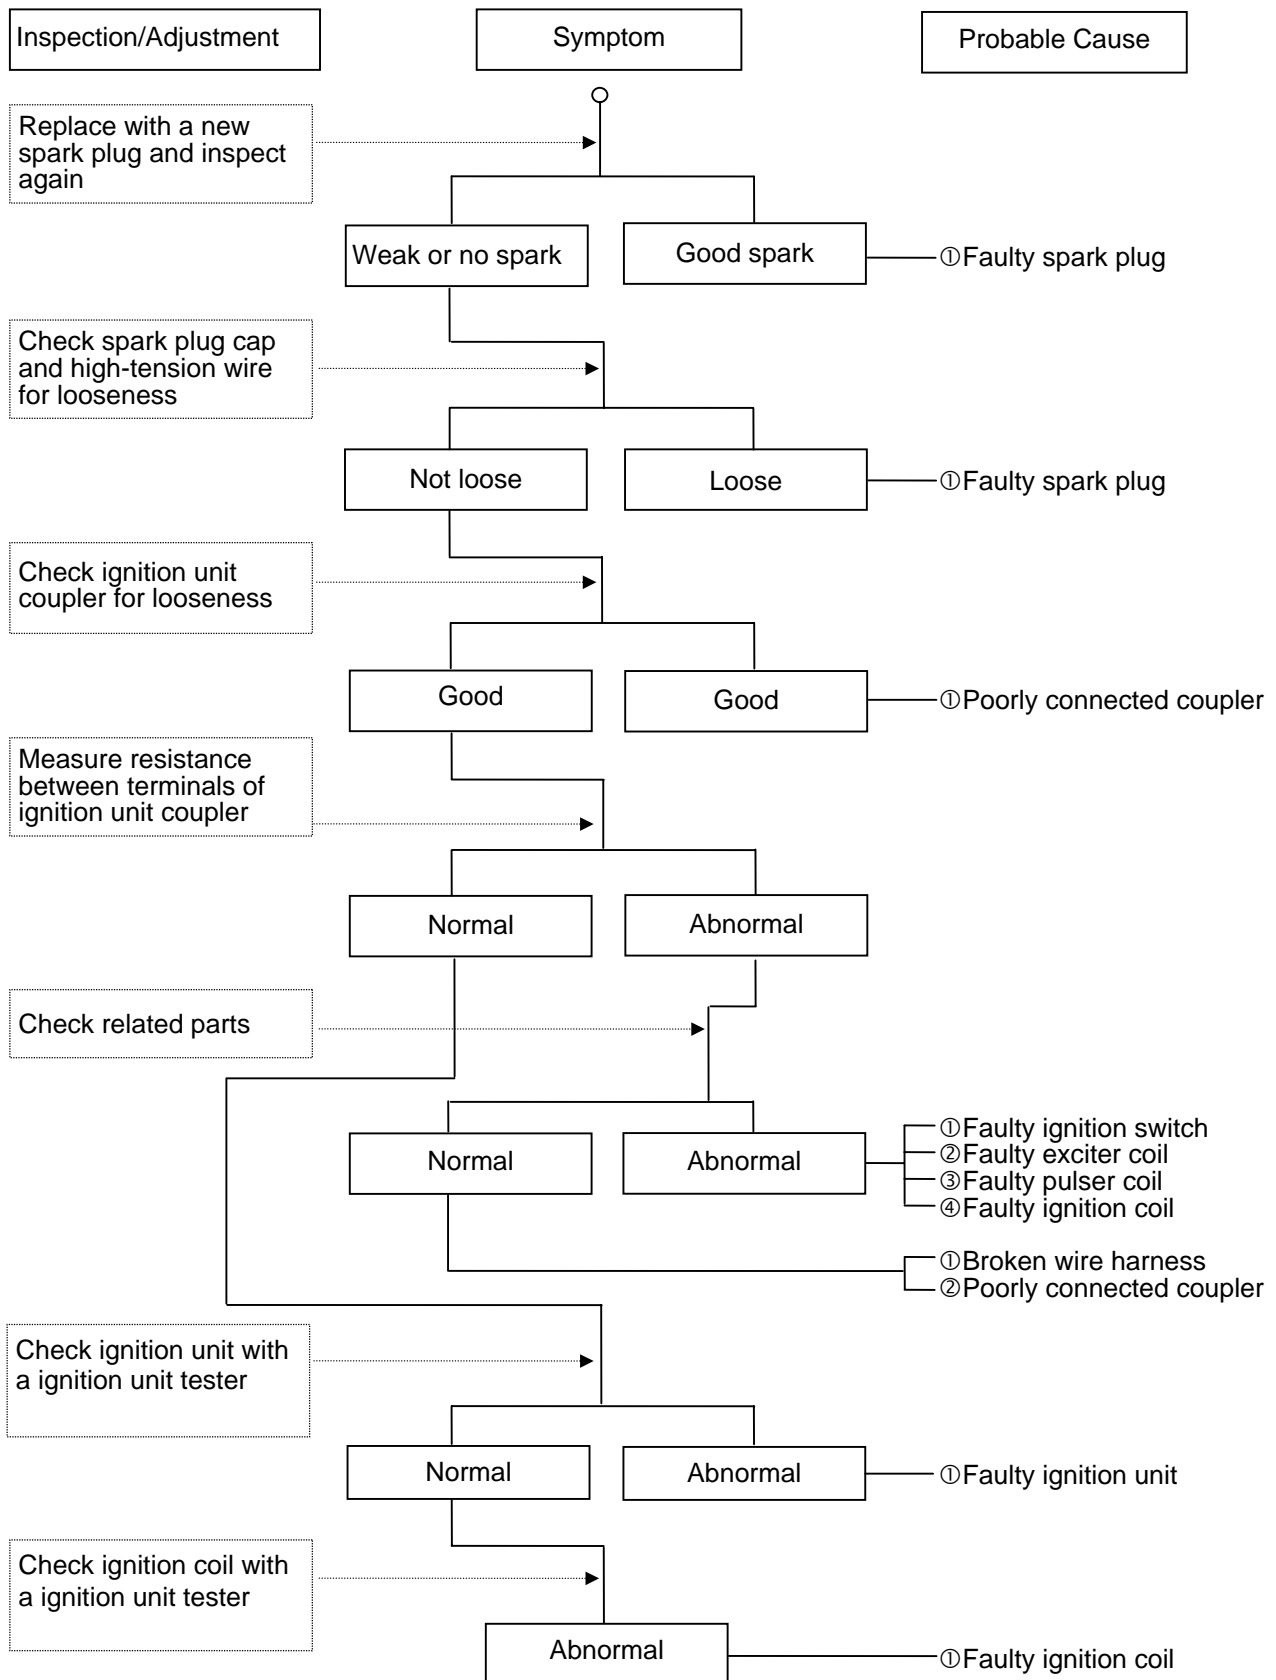 Inspection/Adjustment
Symptom
Probable Cause
Replace with a new
spark plug and inspect
again
Weak or no spark
Good spark
①Faulty spark plug
Check spark plug cap
and high-tension wire
for looseness
Not loose
Loose
①Faulty spark plug
Check ignition unit
coupler for looseness
Good
Good
①Poorly connected coupler
Measure resistance
between terminals of
ignition unit coupler
Normal
Abnormal
Check related parts
Normal
Abnormal
①Faulty ignition switch
②Faulty exciter coil
③Faulty pulser coil
④Faulty ignition coil
①Broken wire harness
②Poorly connected coupler
Check ignition unit with
a ignition unit tester
Normal
Abnormal
①Faulty ignition unit
Check ignition coil with
a ignition unit tester
Abnormal
①Faulty ignition coil